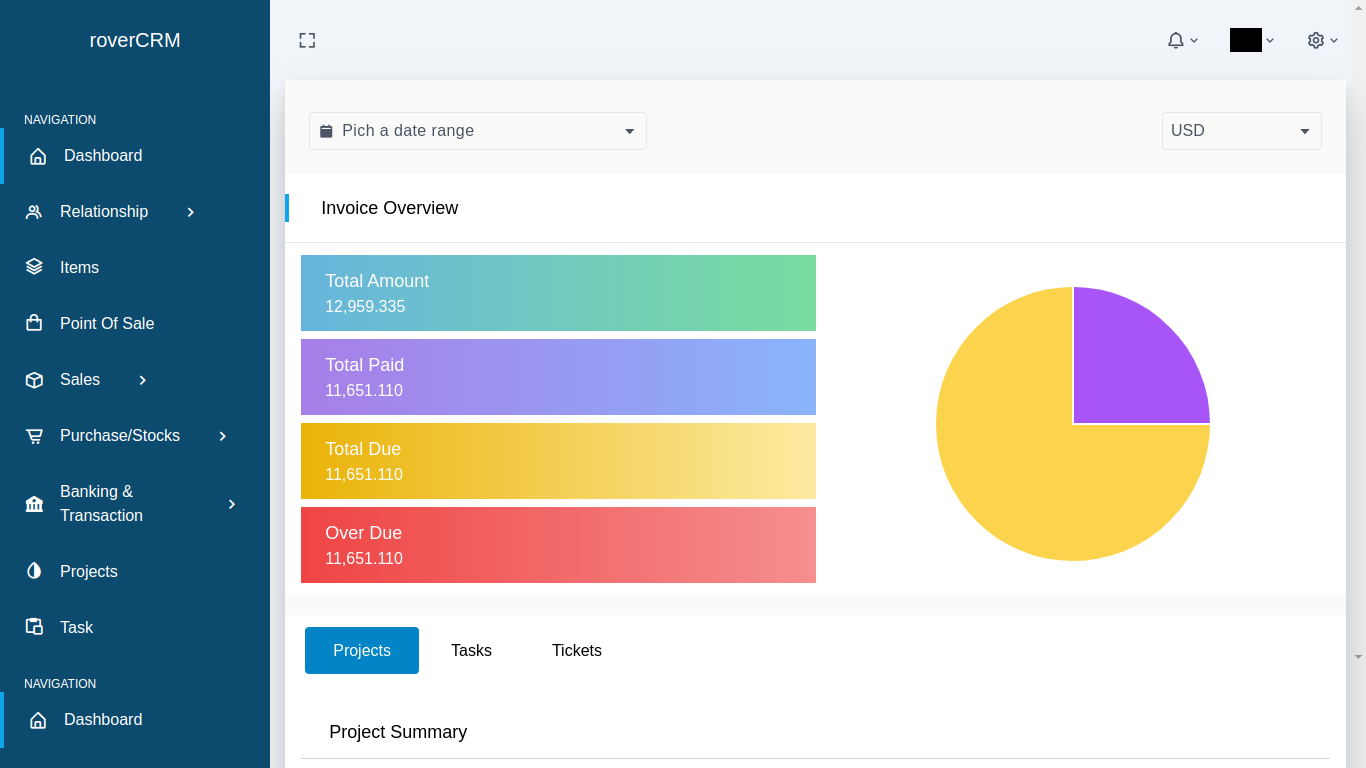 roverCRM
NAVIGATION
Dashboard
Relationship
Items
Point Of Sale
Sales
Purchase/Stocks
Banking &
Transaction
Projects
Task
NAVIGATION
Dashboard
Pich a date range
USD
Invoice Overview
Total Amount
12,959.335
Total Paid
11,651.110
Total Due
11,651.110
Over Due
11,651.110
Projects Tasks Tickets
Project Summary